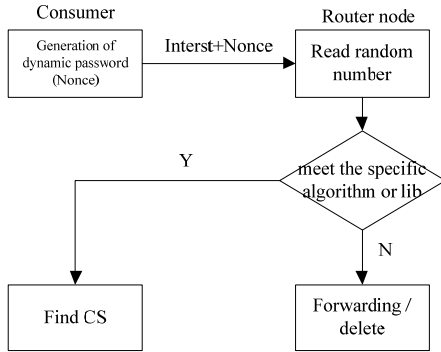 Consumer
Router node
Generation of
dynamic password
(Nonce)
Interst+Nonce
Read random
number
meet the specific
algorithm or lib
Y
N
Find CS
Forwarding /
delete